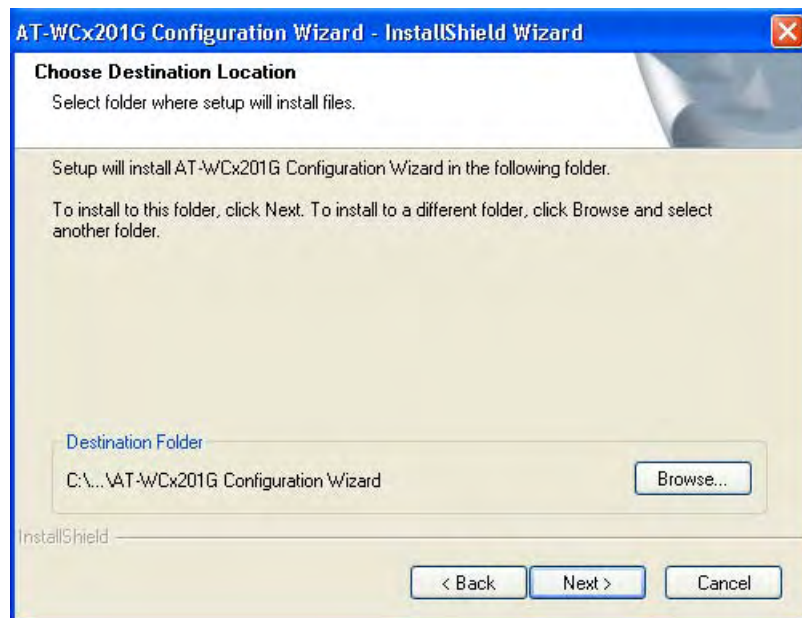 AT-WCx201G Configuration Wizard - InstallShield Wizard
Choose Destination Location
Select folder where setup will install files.
Setup will install AT-WCx201G Configuration Wizard in the following folder.
To install to this folder, click Next. To install to a different folder, click Browse and select
another folder.
Destination Folder
C:\...\AT-WCx201G Configuration Wizard
Browse...
InstallShield
< Back
Next >
Cancel